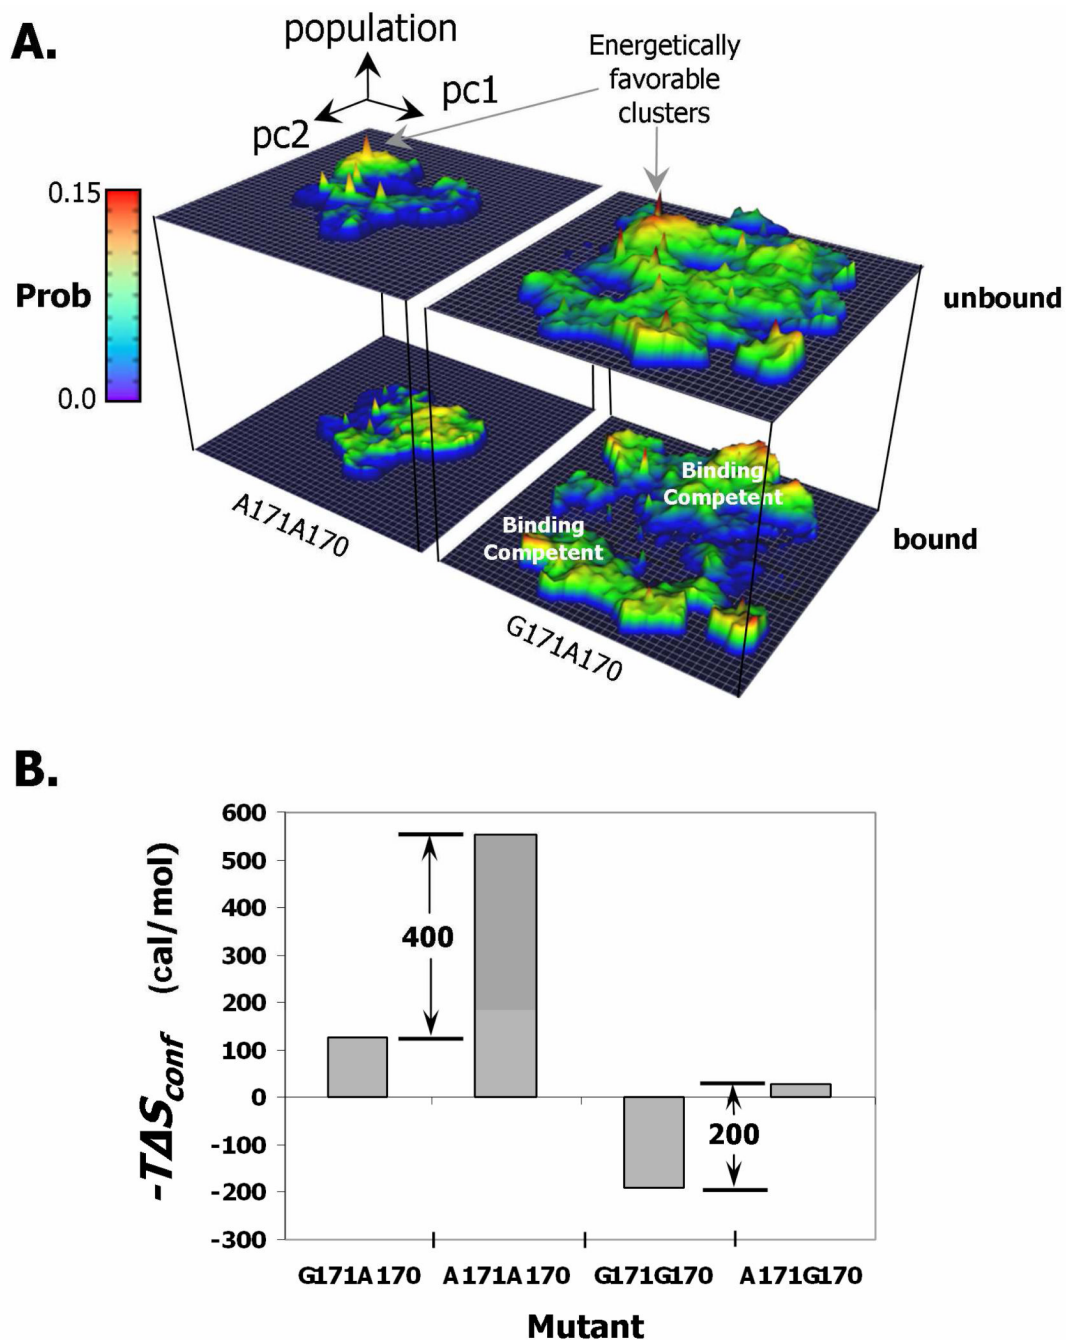 A.
population
pc1
pc2
Energetically
favorable
clusters
0.15
Prob
0.0
unbound
Binding
Competent
Binding
Competent
bound
A171A170
G171A170
B.
-TΔSconf (cal/mol)
600
500
400
300
200
100
0
-100
-200
-300
400
200
G171A170 A171A170 G171G170 A171G170
Mutant